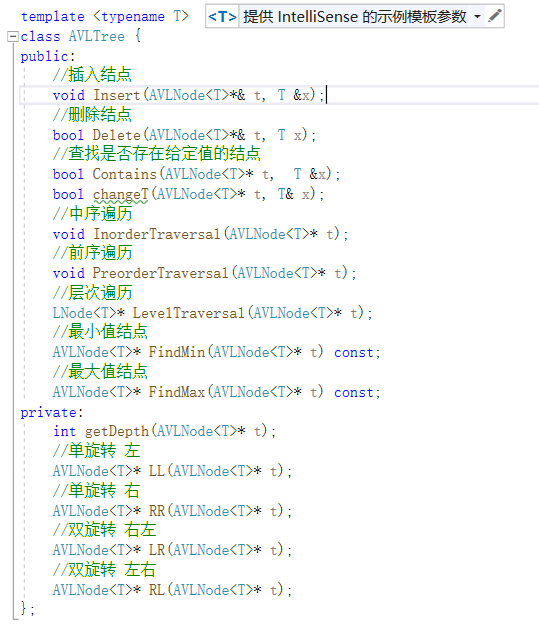 template <typename T> <T> 提供 IntelliSense 的示例模板参数
class AVLTree {
public:
    //插入结点
    void Insert(AVLNode<T>*& t, T &x);
    //删除结点
    bool Delete(AVLNode<T>*& t, T x);
    //查找是否存在给定值的结点
    bool Contains(AVLNode<T>* t,  T &x);
    bool changeT(AVLNode<T>* t, T& x);
    //中序遍历
    void InorderTraversal(AVLNode<T>* t);
    //前序遍历
    void PreorderTraversal(AVLNode<T>* t);
    //层次遍历
    LNode<T>* LevelTraversal(AVLNode<T>* t);
    //最小值结点
    AVLNode<T>* FindMin(AVLNode<T>* t) const;
    //最大值结点
    AVLNode<T>* FindMax(AVLNode<T>* t) const;
private:
    int getDepth(AVLNode<T>* t);
    //单旋转 左
    AVLNode<T>* LL(AVLNode<T>* t);
    //单旋转 右
    AVLNode<T>* RR(AVLNode<T>* t);
    //双旋转 右左
    AVLNode<T>* LR(AVLNode<T>* t);
    //双旋转 左右
    AVLNode<T>* RL(AVLNode<T>* t);
};